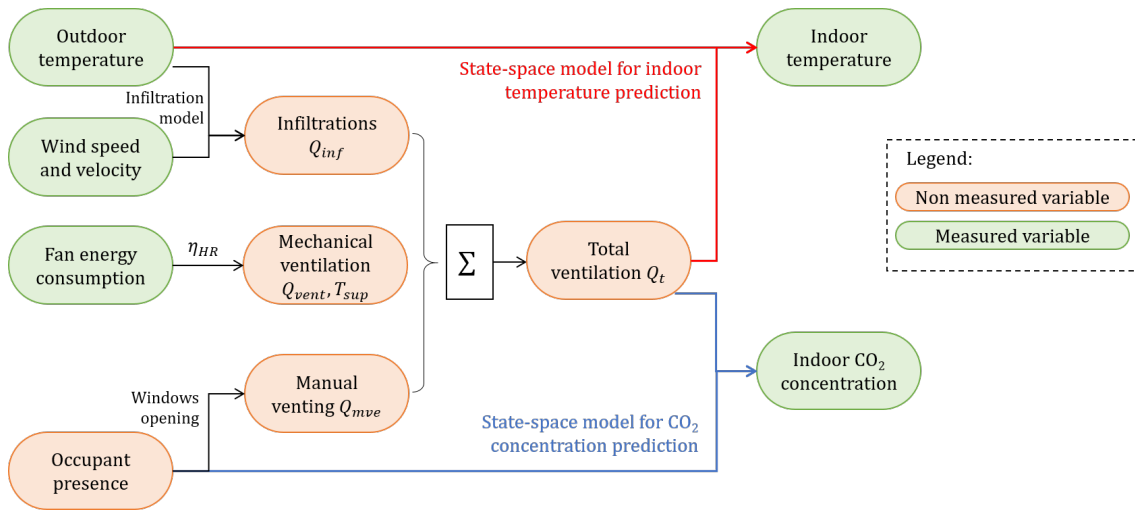 Outdoor
temperature
Indoor
temperature
State-space model for indoor
temperature prediction
Infiltration
model
Wind speed
and velocity
Infiltrations
Q_inf
Legend:
Non measured variable
Measured variable
Fan energy
consumption
η_HR
Mechanical
ventilation
Q_vent, T_sup
Σ
Total
ventilation Q_t
Indoor CO₂
concentration
Windows
opening
Manual
venting Q_mve
State-space model for CO₂
concentration prediction
Occupant
presence